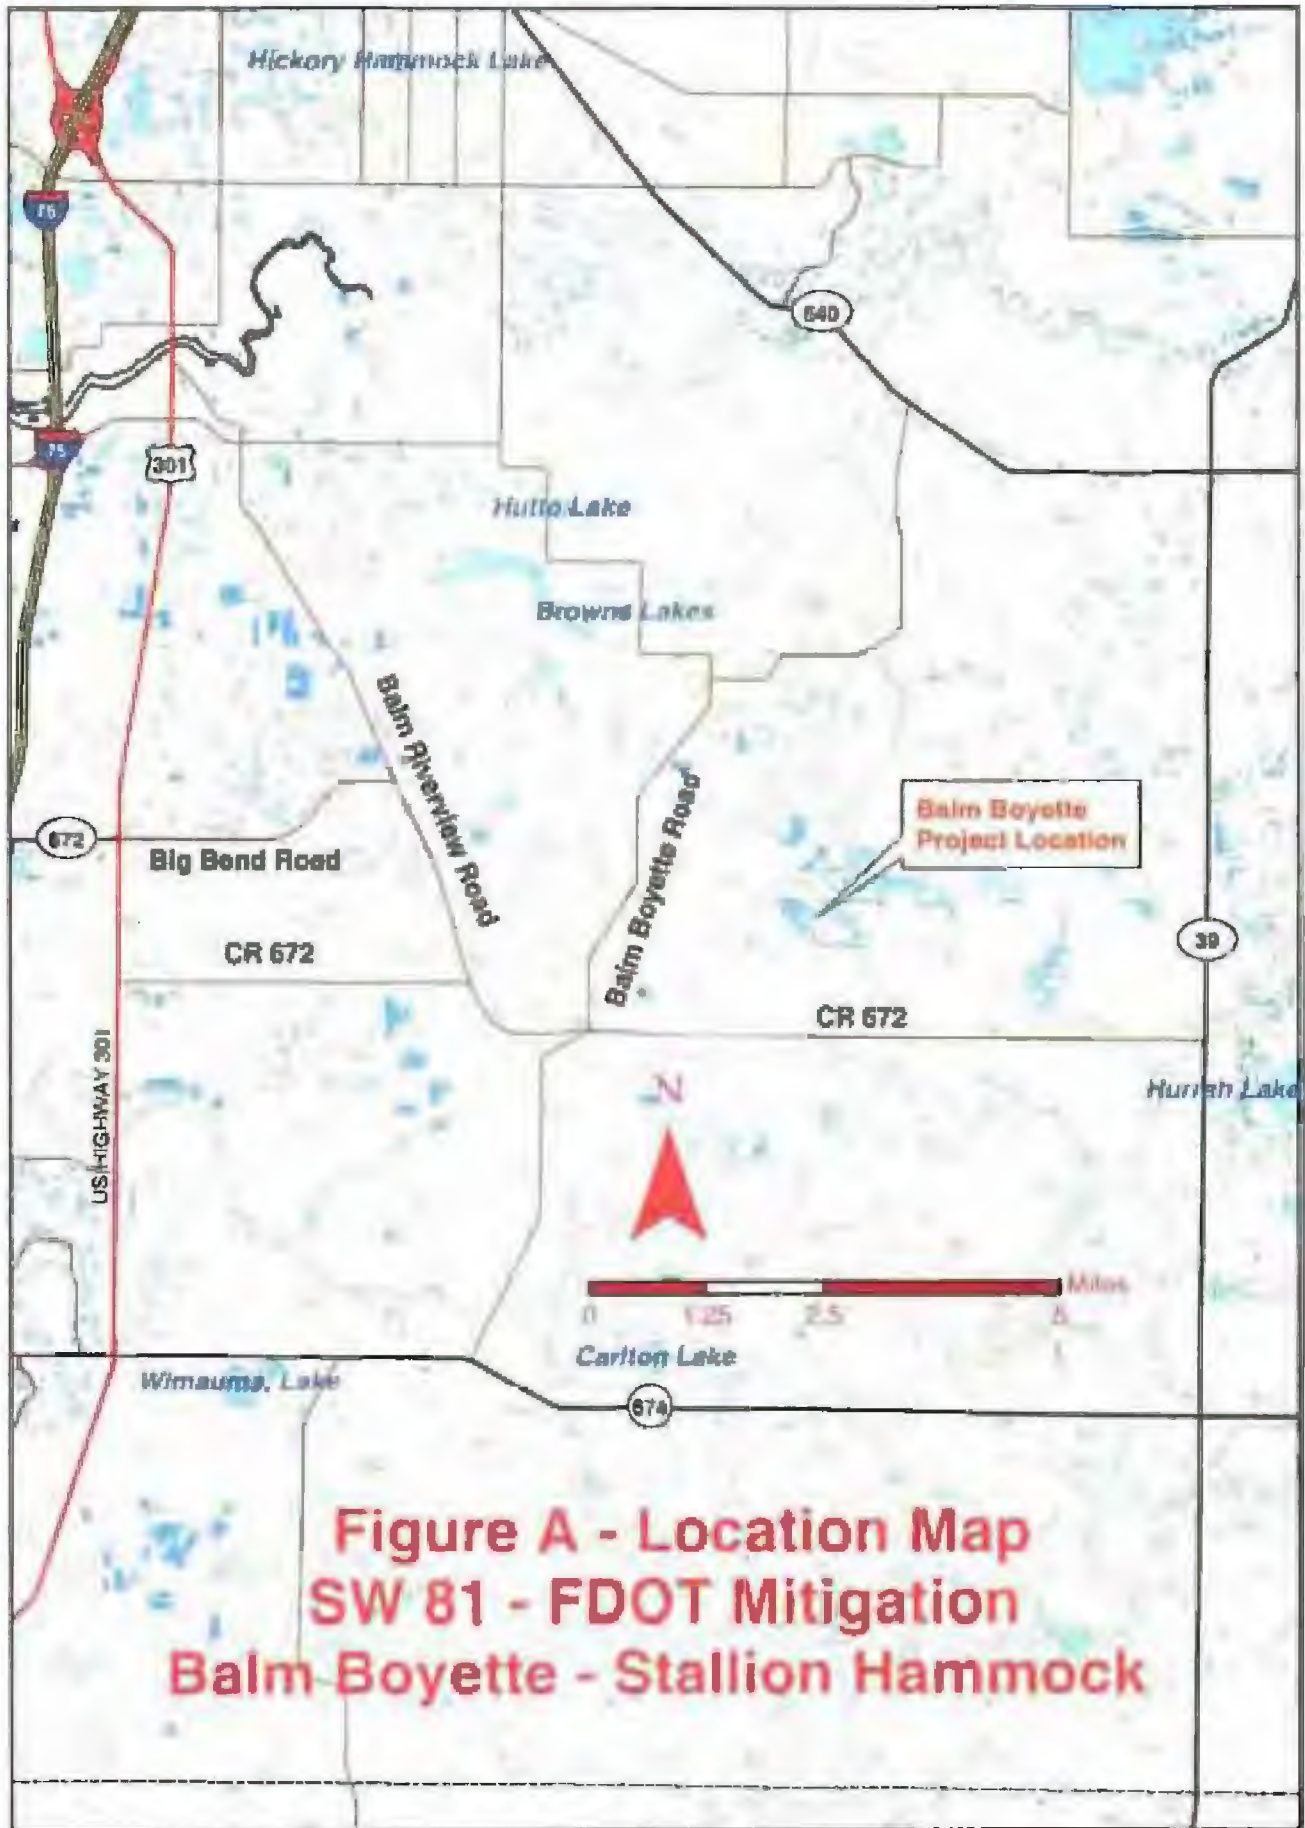 Hickory Hammock Lake
75
640
75
301
Hutto Lake
Browns Lakes
Balm Riverview Road
Balm Boyette Road
Balm Boyette
Project Location
672
Big Bend Road
39
CR 672
CR 672
US HIGHWAY 301
N
Hurrah Lake
Miles
0 1.25 2.5 5
Carlton Lake
Wimauma, Lake
674
Figure A - Location Map
SW 81 - FDOT Mitigation
Balm Boyette - Stallion Hammock